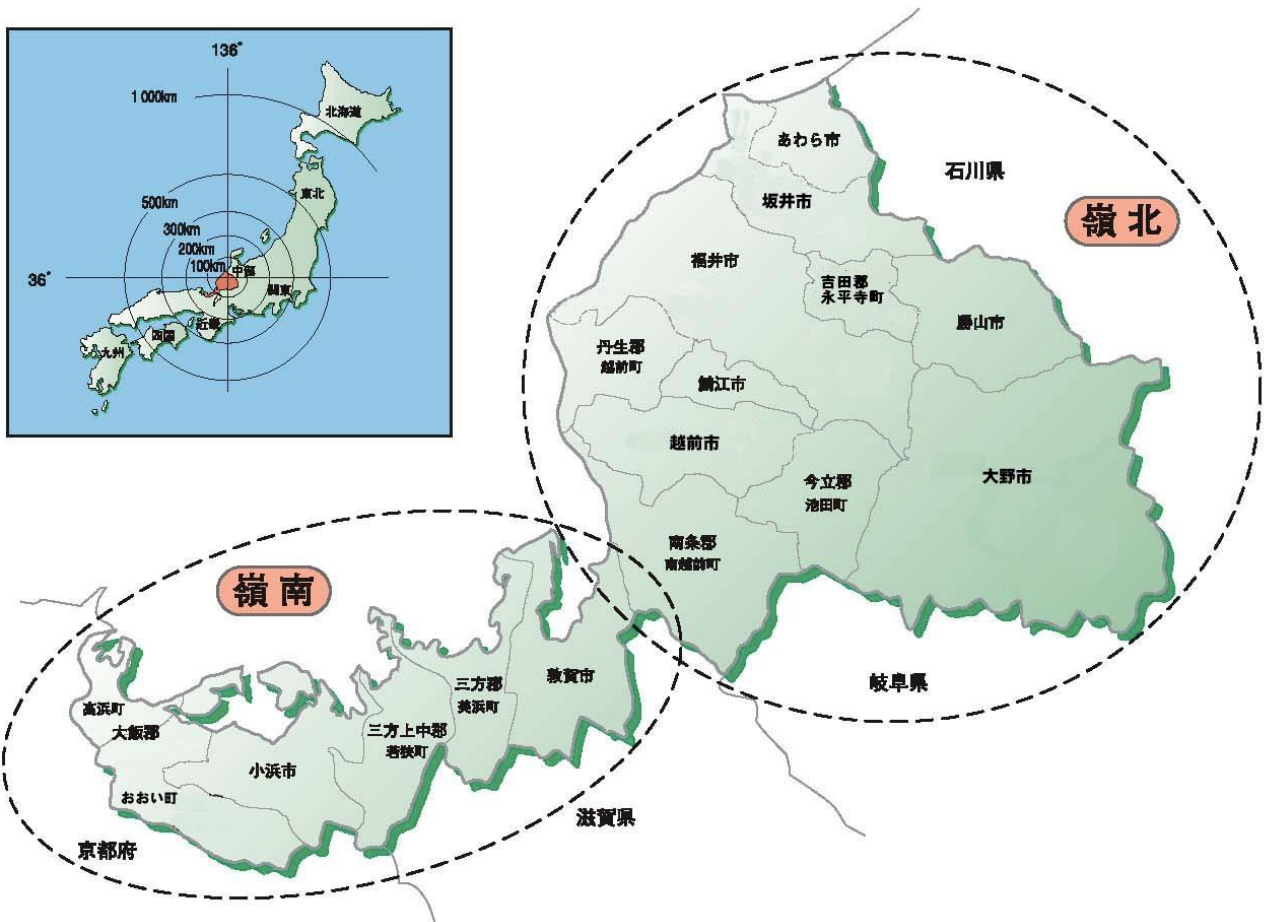 136°
1 000km
北海道
東北
500km
300km
200km
100km
中部
36°
関東
近畿
四国
九州
あわら市
石川県
坂井市
嶺北
福井市
吉田郡
永平寺町
勝山市
丹生郡
越前町
鯖江市
越前市
大野市
今立郡
池田町
南条郡
南越前町
嶺南
岐阜県
敦賀市
三方郡
美浜町
高浜町
大飯郡
三方上中郡
若狭町
小浜市
おおい町
滋賀県
京都府